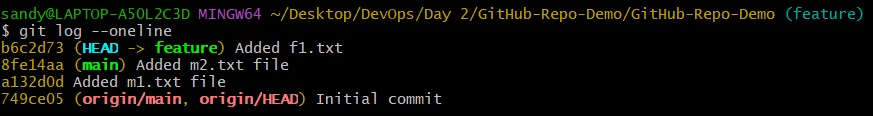 sandy@LAPTOP-A5OL2C3D MINGW64 ~/Desktop/DevOps/Day 2/GitHub-Repo-Demo/GitHub-Repo-Demo (feature)
$ git log --oneline
b6c2d73 (HEAD -> feature) Added f1.txt
8fe14aa (main) Added m2.txt file
a132d0d Added m1.txt file
749ce05 (origin/main, origin/HEAD) Initial commit